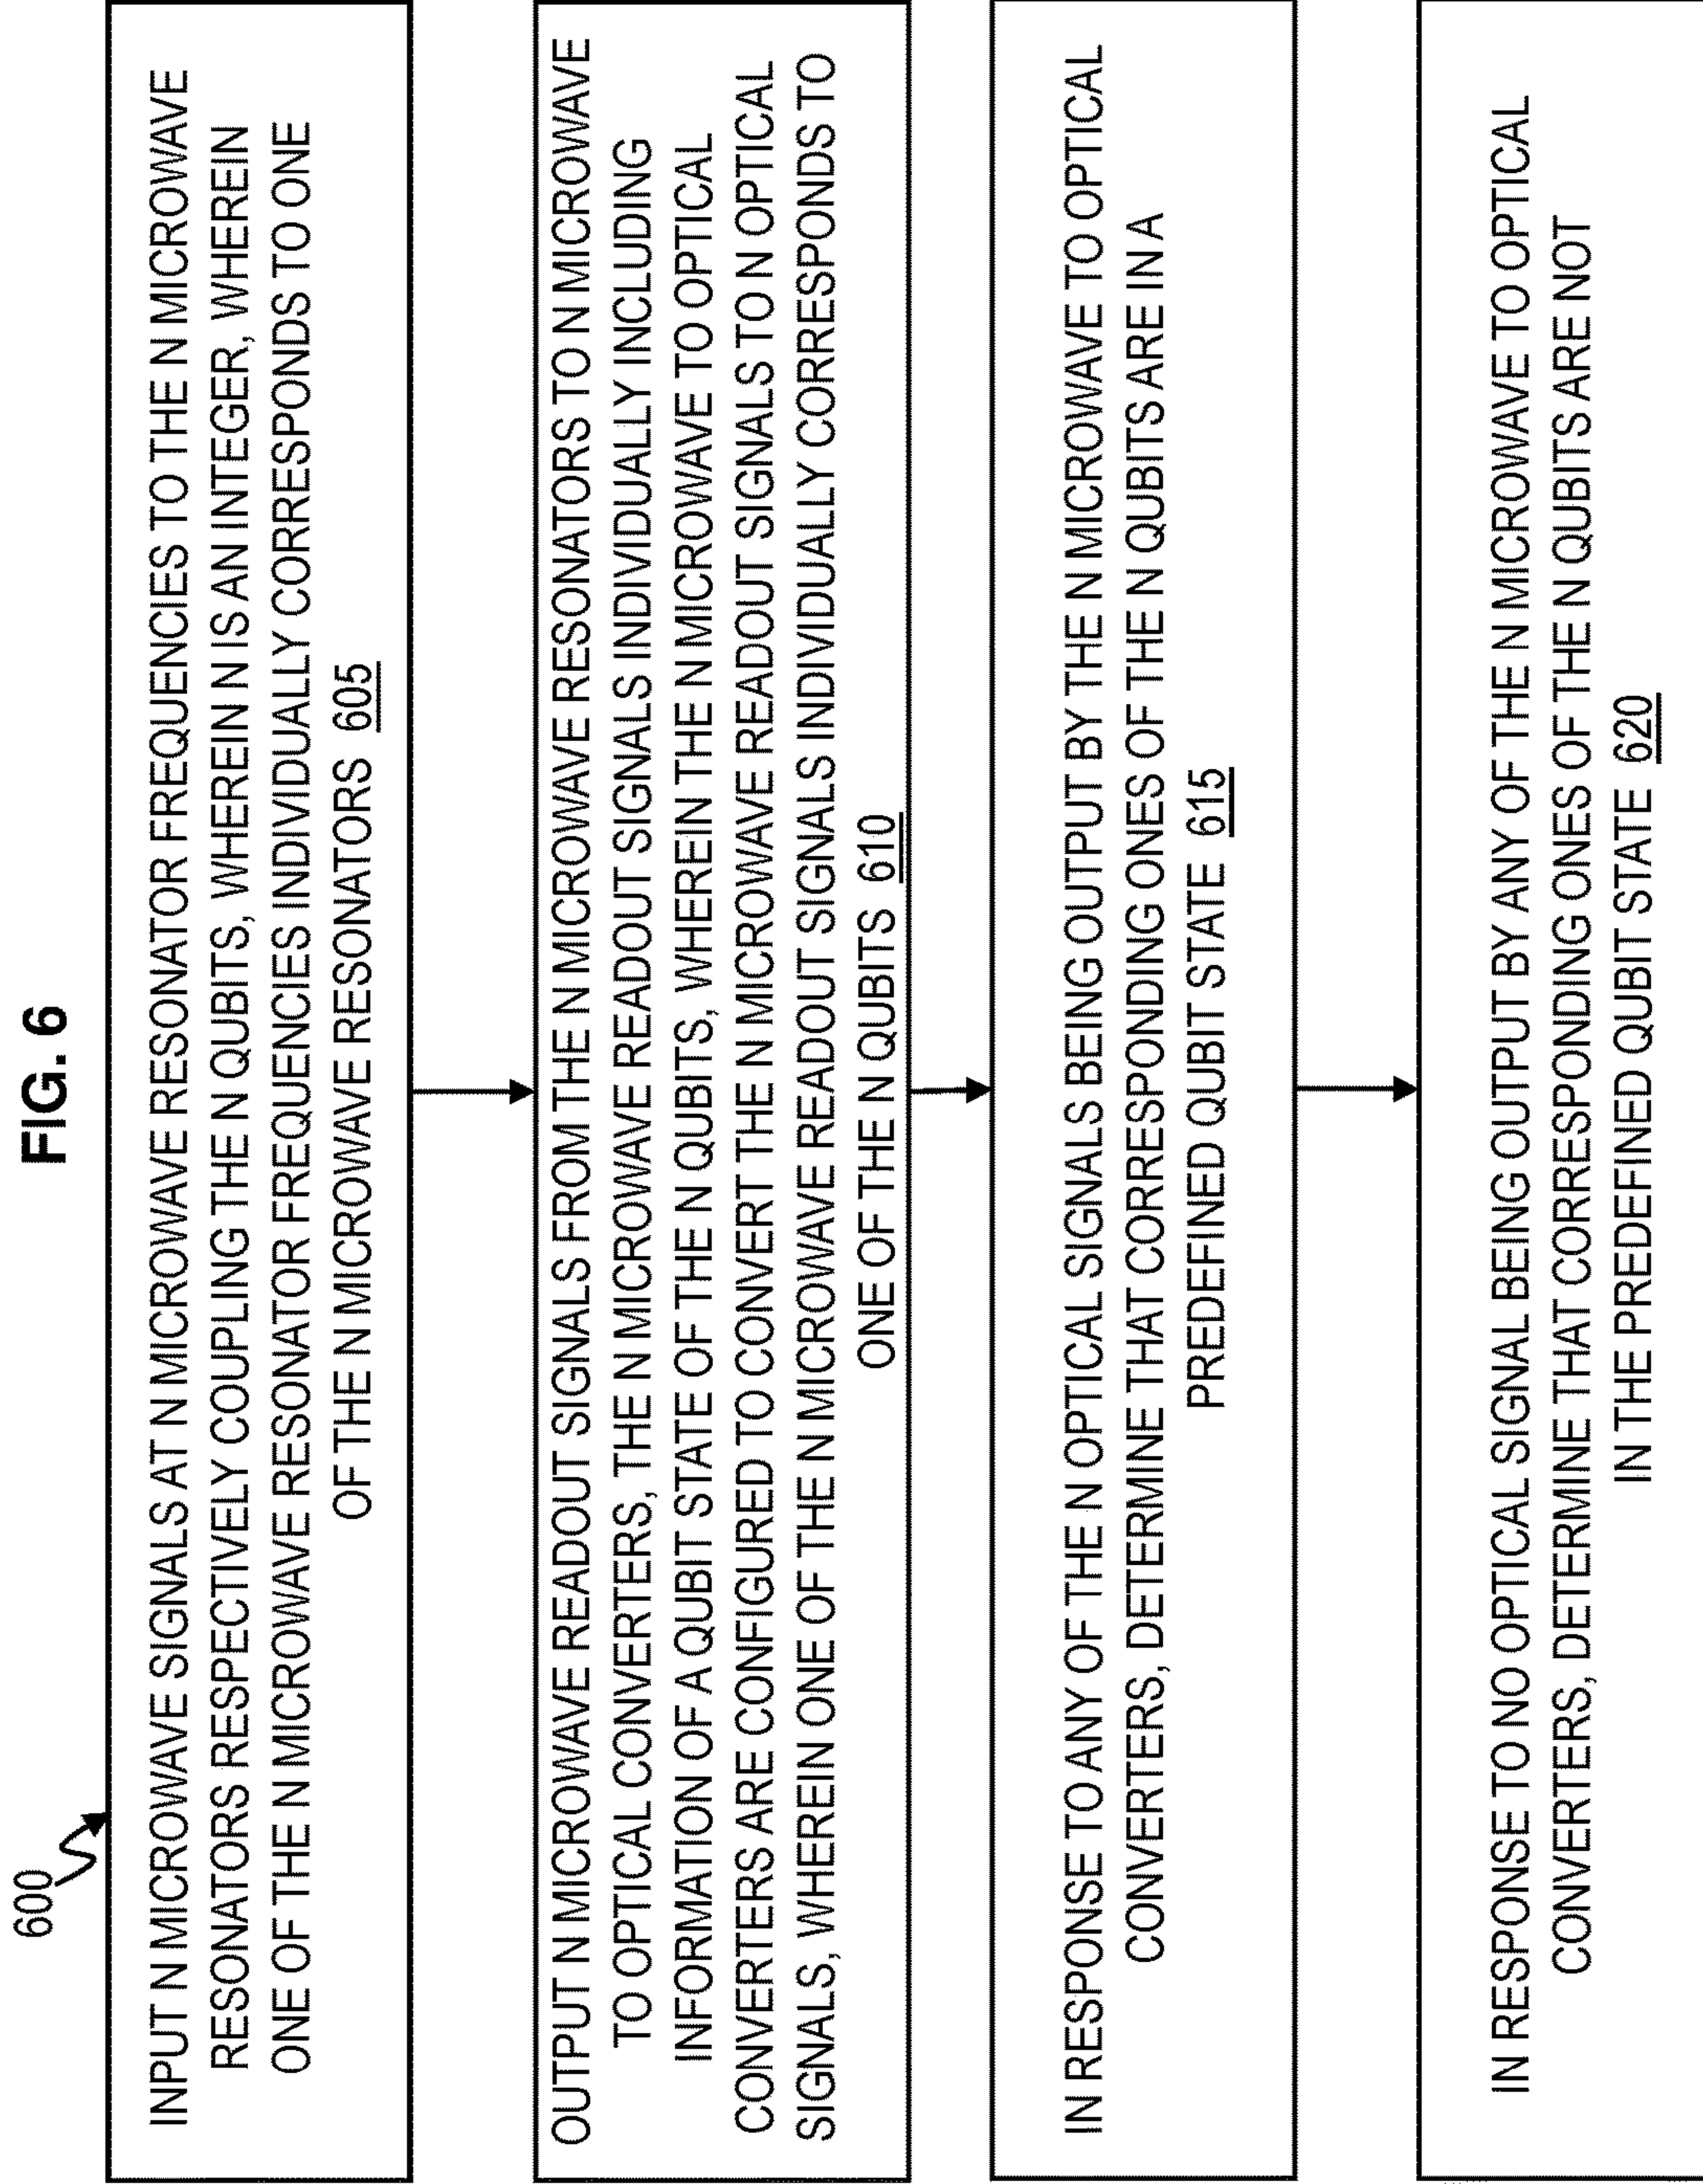 FIG. 6
600
INPUT N MICROWAVE SIGNALS AT N MICROWAVE RESONATOR FREQUENCIES TO THE N MICROWAVE
RESONATORS RESPECTIVELY COUPLING THE N QUBITS, WHEREIN N IS AN INTEGER, WHEREIN
ONE OF THE N MICROWAVE RESONATOR FREQUENCIES INDIVIDUALLY CORRESPONDS TO ONE
OF THE N MICROWAVE RESONATORS 605
OUTPUT N MICROWAVE READOUT SIGNALS FROM THE N MICROWAVE RESONATORS TO N MICROWAVE
TO OPTICAL CONVERTERS, THE N MICROWAVE READOUT SIGNALS INDIVIDUALLY INCLUDING
INFORMATION OF A QUBIT STATE OF THE N QUBITS, WHEREIN THE N MICROWAVE TO OPTICAL
CONVERTERS ARE CONFIGURED TO CONVERT THE N MICROWAVE READOUT SIGNALS TO N OPTICAL
SIGNALS, WHEREIN ONE OF THE N MICROWAVE READOUT SIGNALS INDIVIDUALLY CORRESPONDS TO
ONE OF THE N QUBITS 610
IN RESPONSE TO ANY OF THE N OPTICAL SIGNALS BEING OUTPUT BY THE N MICROWAVE TO OPTICAL
CONVERTERS, DETERMINE THAT CORRESPONDING ONES OF THE N QUBITS ARE IN A
PREDEFINED QUBIT STATE 615
IN RESPONSE TO NO OPTICAL SIGNAL BEING OUTPUT BY ANY OF THE N MICROWAVE TO OPTICAL
CONVERTERS, DETERMINE THAT CORRESPONDING ONES OF THE N QUBITS ARE NOT
IN THE PREDEFINED QUBIT STATE 620